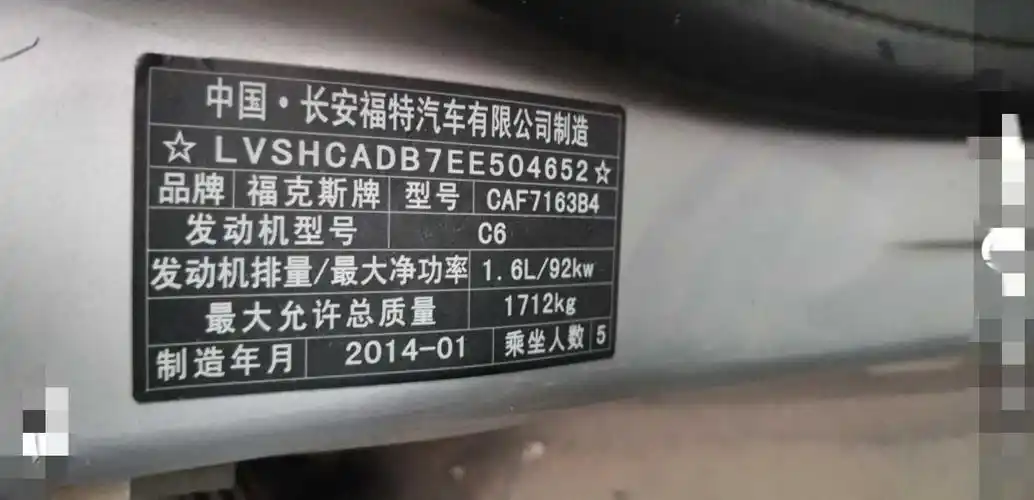 中国·长安福特汽车有限公司制造
☆LVSHCADB7EE504652☆
品牌 福克斯牌 型号 CAF7163B4
发动机型号 C6
发动机排量/最大净功率 1.6L/92kw
最大允许总质量 1712kg
制造年月 2014-01 乘坐人数 5